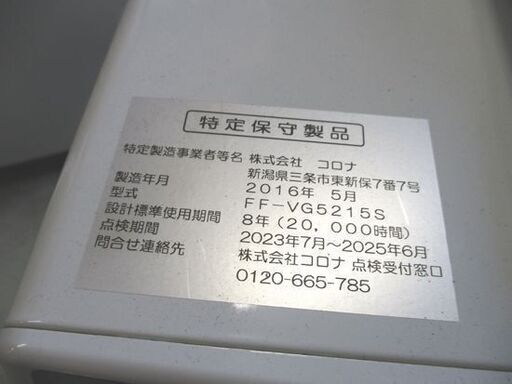 特定保守製品
特定製造事業者等名 株式会社 コロナ
新潟県三条市東新保7番7号
製造年月 2016年 5月
型式 FF-VG5215S
設計標準使用期間 8年(20,000時間)
点検期間 2023年7月～2025年6月
問合せ連絡先 株式会社コロナ 点検受付窓口
0120-665-785